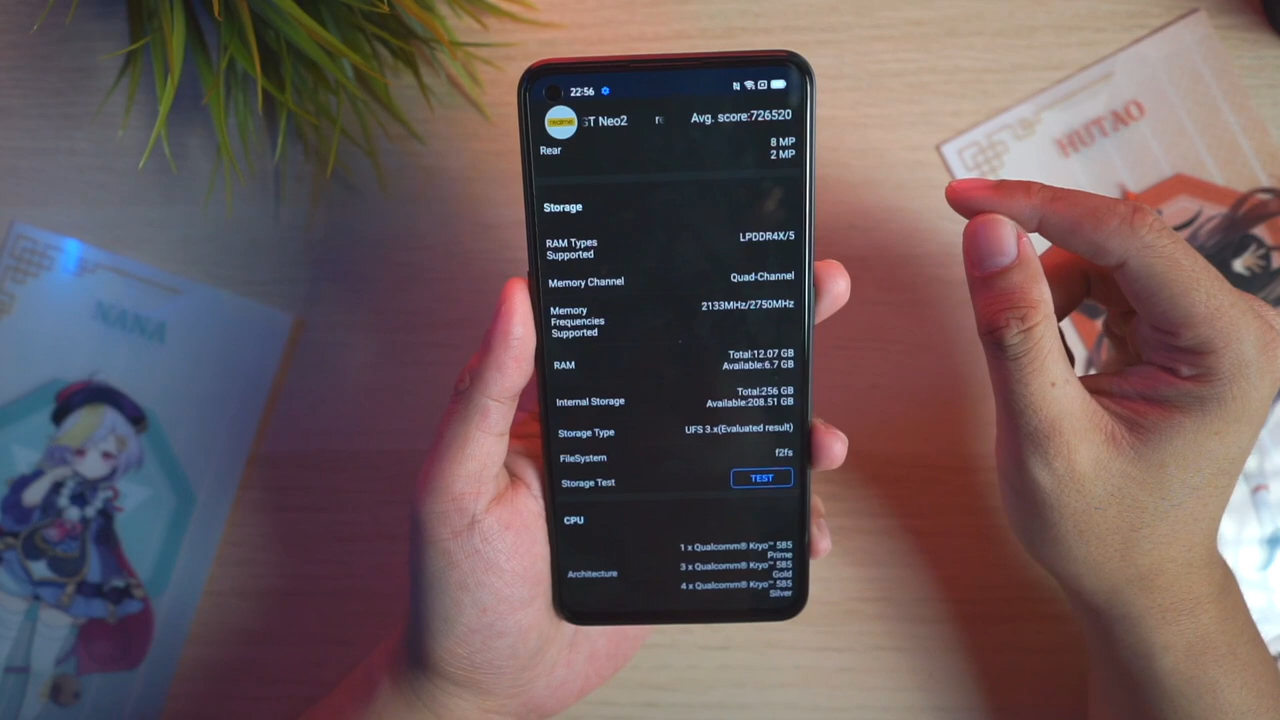 22:56
realme
GT Neo2
re
Avg. score:726520
Rear
8 MP
2 MP
Storage
RAM Types
Supported
LPDDR4X/5
Memory Channel
Quad-Channel
Memory
Frequencies
Supported
2133MHz/2750MHz
RAM
Total:12.07 GB
Available:6.7 GB
Internal Storage
Total:256 GB
Available:208.51 GB
Storage Type
UFS 3.x(Evaluated result)
FileSystem
f2fs
Storage Test
TEST
CPU
Architecture
1 x Qualcomm® Kryo™ 585
Prime
3 x Qualcomm® Kryo™ 585
Gold
4 x Qualcomm® Kryo™ 585
Silver
HUTAO
NANA